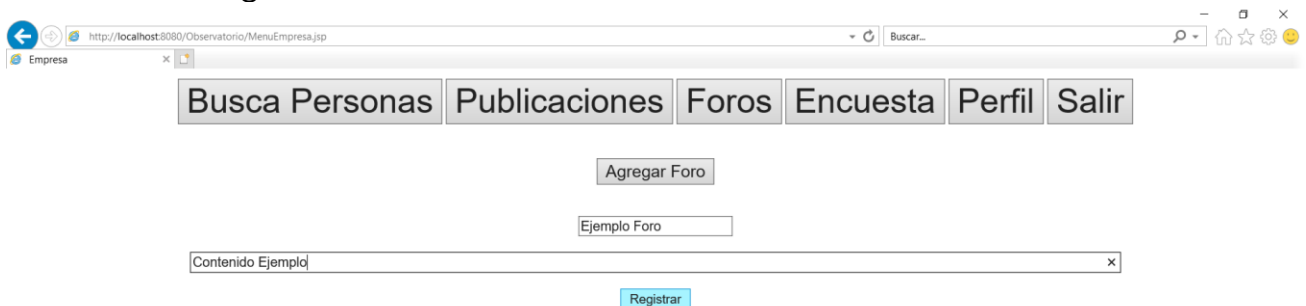 http://localhost:8080/Observatorio/MenuEmpresa.jsp
Buscar...
Empresa
Busca Personas Publicaciones Foros Encuesta Perfil Salir
Agregar Foro
Ejemplo Foro
Contenido Ejemplo
Registrar